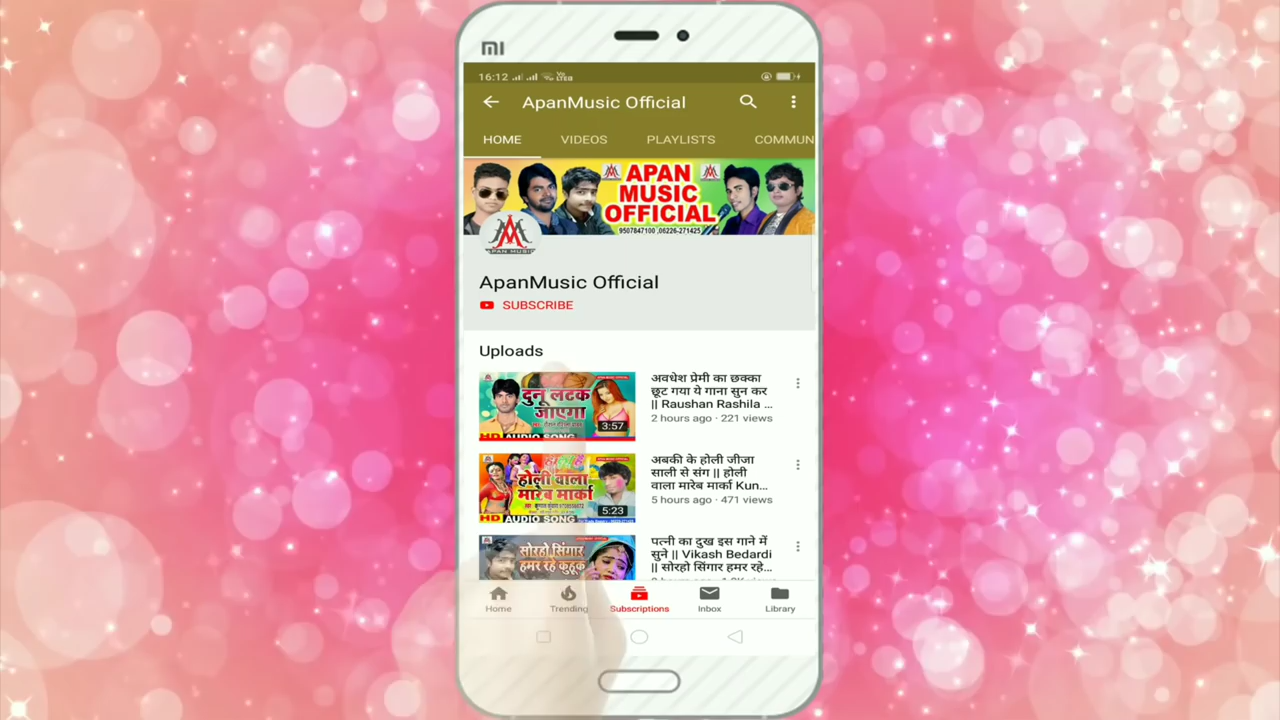 mi
16:12
ApanMusic Official
HOME VIDEOS PLAYLISTS COMMUN
APAN
MUSIC
OFFICIAL
9507847100 ,06226-271425
APAN MUSIC
ApanMusic Official
SUBSCRIBE
Uploads
दुनू लटक
जाएगा
3:57
HD AUDIO SONG
अवधेश प्रेमी का छक्का
छूट गया ये गाना सुन कर
|| Raushan Rashila ...
2 hours ago · 221 views
होली वाला
मारेब मार्का
5:23
HD AUDIO SONG
अबकी के होली जीजा
साली से संग || होली
वाला मारेब मार्का Kun...
5 hours ago · 471 views
सोरहो सिंगार
हमर रहे कुहूक
पत्नी का दुख इस गाने में
सुने || Vikash Bedardi
|| सोरहो सिंगार हमर रहे...
Home Trending Subscriptions Inbox Library